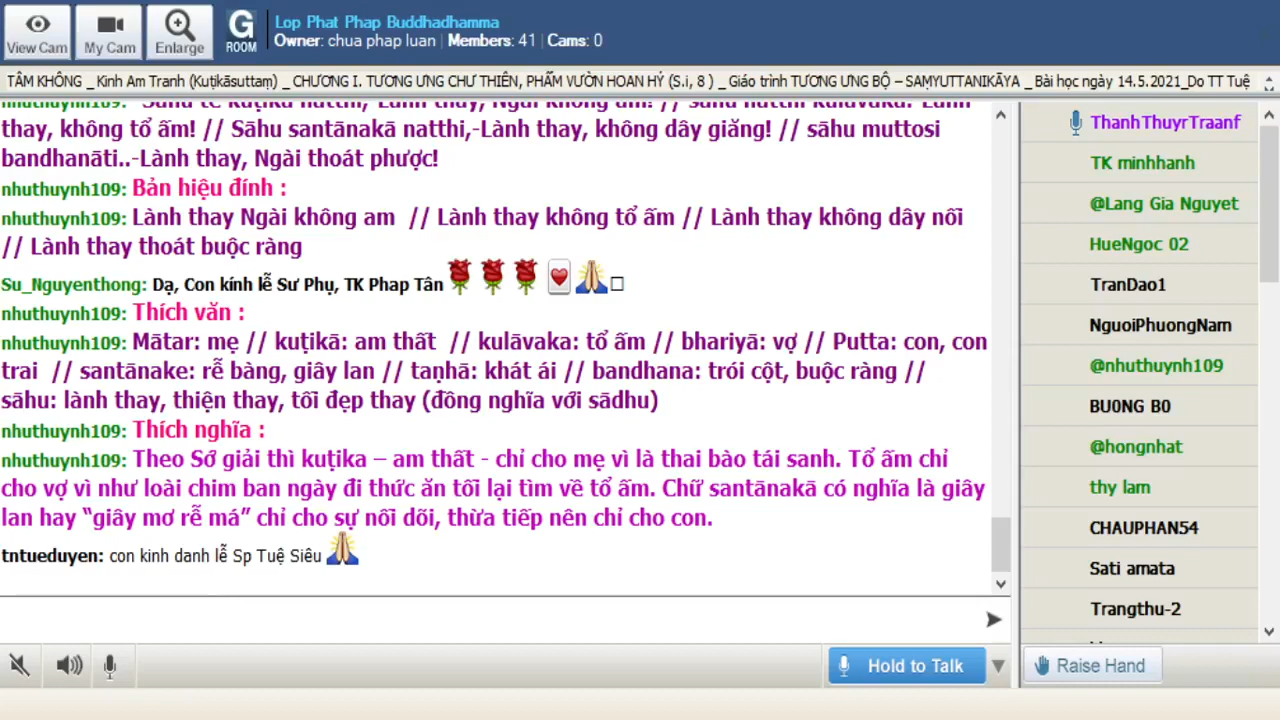 View Cam
My Cam
Enlarge
G
ROOM
Lop Phat Phap Buddhadhamma
Owner: chua phap luan | Members: 41 | Cams: 0
TÂM KHÔNG _ Kinh Am Tranh (Kuṭikāsuttaṃ) _ CHƯƠNG I. TƯƠNG ƯNG CHƯ THIÊN, PHẨM VƯỜN HOAN HỶ (S.i, 8 ) _ Giáo trình TƯƠNG ƯNG BỘ – SAṂYUTTANIKĀYA _ Bài học ngày 14.5.2021_Do TT Tuệ
thay, không tổ ấm! // Sāhu santānakā natthi,-Lành thay, không dây giăng! // sāhu muttosi
bandhanāti..-Lành thay, Ngài thoát phược!
nhuthuynh109: Bản hiệu đính :
nhuthuynh109: Lành thay Ngài không am // Lành thay không tổ ấm // Lành thay không dây nối
// Lành thay thoát buộc ràng
Su_Nguyenthong: Dạ, Con kính lễ Sư Phụ, TK Phap Tân
nhuthuynh109: Thích văn :
nhuthuynh109: Mātar: mẹ // kuṭikā: am thất // kulāvaka: tổ ấm // bhariyā: vợ // Putta: con, con
trai // santānake: rễ bàng, giây lan // taṇhā: khát ái // bandhana: trói cột, buộc ràng //
sāhu: lành thay, thiện thay, tối đẹp thay (đồng nghĩa với sādhu)
nhuthuynh109: Thích nghĩa :
nhuthuynh109: Theo Sớ giải thì kuṭika – am thất - chỉ cho mẹ vì là thai bào tái sanh. Tổ ấm chỉ
cho vợ vì như loài chim ban ngày đi thức ăn tối lại tìm về tổ ấm. Chữ santānakā có nghĩa là giây
lan hay “giây mơ rễ má” chỉ cho sự nối dõi, thừa tiếp nên chỉ cho con.
tntueduyen: con kinh danh lễ Sp Tuệ Siêu
Hold to Talk
ThanhThuyrTraanf
TK minhhanh
@Lang Gia Nguyet
HueNgoc 02
TranDao1
NguoiPhuongNam
@nhuthuynh109
BU0NG B0
@hongnhat
thy lam
CHAUPHAN54
Sati amata
Trangthu-2
Raise Hand